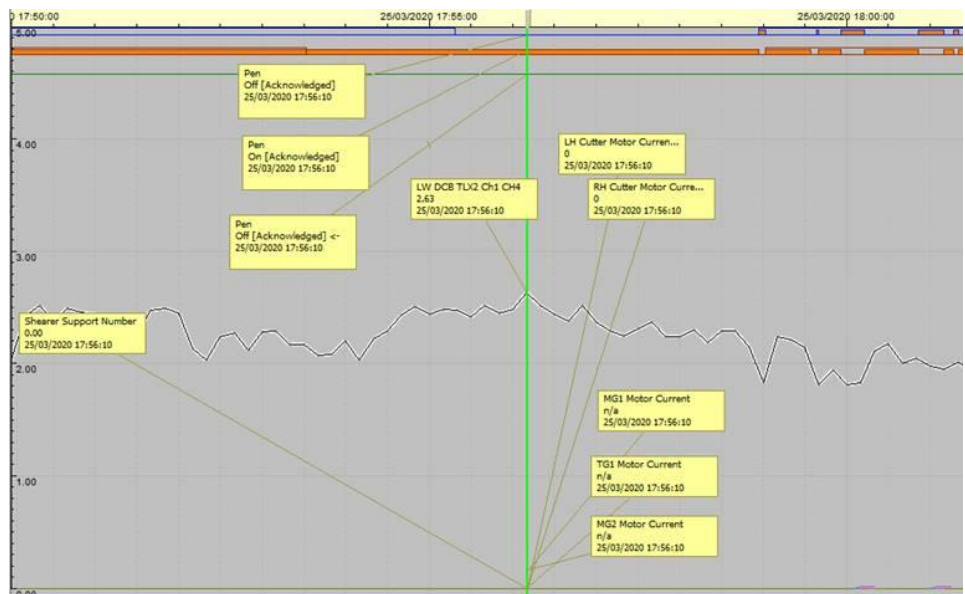 17:50:00
25/03/2020 17:55:00
25/03/2020 18:00:00
5.00
Pen
Off [Acknowledged]
25/03/2020 17:56:10
4.00
Pen
On [Acknowledged]
25/03/2020 17:56:10
LH Cutter Motor Curren...
0
25/03/2020 17:56:10
LW DCB TLX2 Ch1 CH4
2.63
25/03/2020 17:56:10
RH Cutter Motor Curre...
0
25/03/2020 17:56:10
Pen
Off [Acknowledged] <-
25/03/2020 17:56:10
3.00
Shearer Support Number
0.00
25/03/2020 17:56:10
2.00
MG1 Motor Current
n/a
25/03/2020 17:56:10
TG1 Motor Current
n/a
25/03/2020 17:56:10
1.00
MG2 Motor Current
n/a
25/03/2020 17:56:10
0.00